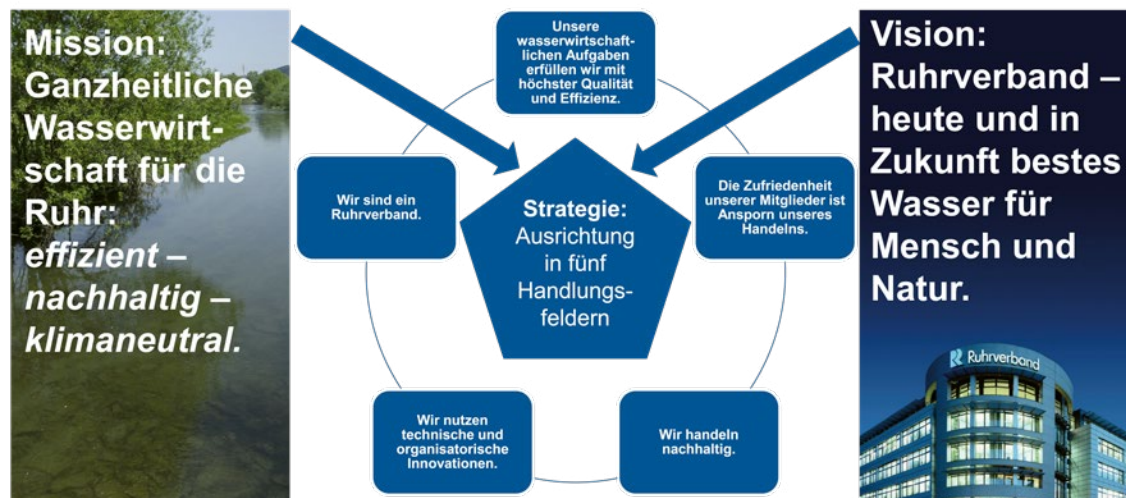 Mission:
Ganzheitliche
Wasserwirt-
schaft für die
Ruhr:
effizient –
nachhaltig –
klimaneutral.
Unsere
wasserwirtschaft-
lichen Aufgaben
erfüllen wir mit
höchster Qualität
und Effizienz.
Wir sind ein
Ruhrverband.
Strategie:
Ausrichtung
in fünf
Handlungs-
feldern
Die Zufriedenheit
unserer Mitglieder ist
Ansporn unseres
Handelns.
Wir nutzen
technische und
organisatorische
Innovationen.
Wir handeln
nachhaltig.
Vision:
Ruhrverband –
heute und in
Zukunft bestes
Wasser für
Mensch und
Natur.
Ruhrverband